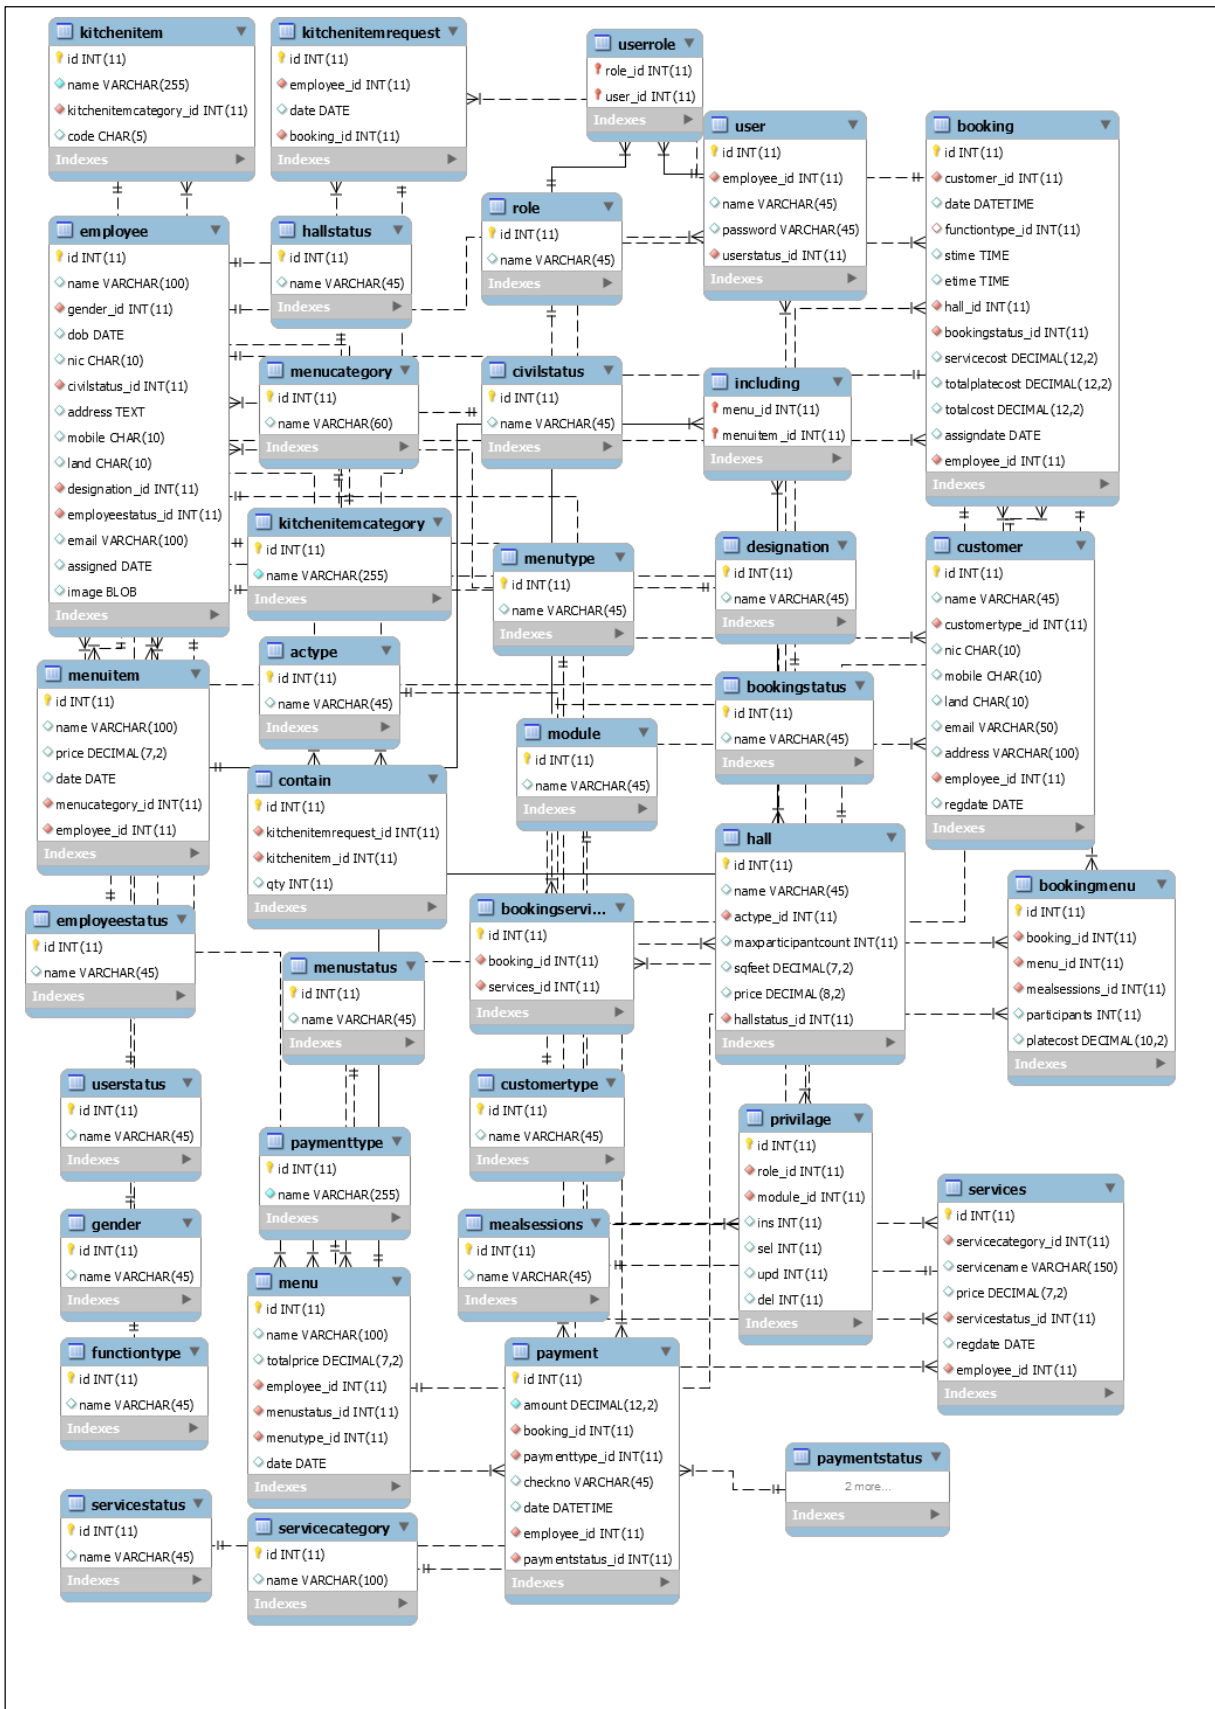 kitchenitem
id INT(11)
name VARCHAR(255)
kitchenitemcategory_id INT(11)
code CHAR(5)
Indexes
kitchenitemrequest
id INT(11)
employee_id INT(11)
date DATE
booking_id INT(11)
Indexes
userrole
role_id INT(11)
user_id INT(11)
Indexes
user
id INT(11)
employee_id INT(11)
name VARCHAR(45)
password VARCHAR(45)
userstatus_id INT(11)
Indexes
booking
id INT(11)
customer_id INT(11)
date DATETIME
functiontype_id INT(11)
stime TIME
etime TIME
hall_id INT(11)
bookingstatus_id INT(11)
servicecost DECIMAL(12,2)
totalplatecost DECIMAL(12,2)
totalcost DECIMAL(12,2)
assigndate DATE
employee_id INT(11)
Indexes
employee
id INT(11)
name VARCHAR(100)
gender_id INT(11)
dob DATE
nic CHAR(10)
civilstatus_id INT(11)
address TEXT
mobile CHAR(10)
land CHAR(10)
designation_id INT(11)
employeestatus_id INT(11)
email VARCHAR(100)
assigned DATE
image BLOB
Indexes
hallstatus
id INT(11)
name VARCHAR(45)
Indexes
role
id INT(11)
name VARCHAR(45)
Indexes
menucategory
id INT(11)
name VARCHAR(60)
Indexes
civilstatus
id INT(11)
name VARCHAR(45)
Indexes
including
menu_id INT(11)
menuitem_id INT(11)
Indexes
kitchenitemcategory
id INT(11)
name VARCHAR(255)
Indexes
menutype
id INT(11)
name VARCHAR(45)
Indexes
designation
id INT(11)
name VARCHAR(45)
Indexes
customer
id INT(11)
name VARCHAR(45)
customertype_id INT(11)
nic CHAR(10)
mobile CHAR(10)
land CHAR(10)
email VARCHAR(50)
address VARCHAR(100)
employee_id INT(11)
regdate DATE
Indexes
menuitem
id INT(11)
name VARCHAR(100)
price DECIMAL(7,2)
date DATE
menucategory_id INT(11)
employee_id INT(11)
Indexes
actype
id INT(11)
name VARCHAR(45)
Indexes
bookingstatus
id INT(11)
name VARCHAR(45)
Indexes
module
id INT(11)
name VARCHAR(45)
Indexes
contain
id INT(11)
kitchenitemrequest_id INT(11)
kitchenitem_id INT(11)
qty INT(11)
Indexes
hall
id INT(11)
name VARCHAR(45)
actype_id INT(11)
maxparticipantcount INT(11)
sqfeet DECIMAL(7,2)
price DECIMAL(8,2)
hallstatus_id INT(11)
Indexes
bookingmenu
id INT(11)
booking_id INT(11)
menu_id INT(11)
mealsessions_id INT(11)
participants INT(11)
platecost DECIMAL(10,2)
Indexes
employeestatus
id INT(11)
name VARCHAR(45)
Indexes
bookingservi...
id INT(11)
booking_id INT(11)
services_id INT(11)
Indexes
menustatus
id INT(11)
name VARCHAR(45)
Indexes
userstatus
id INT(11)
name VARCHAR(45)
Indexes
customertype
id INT(11)
name VARCHAR(45)
Indexes
privilage
id INT(11)
role_id INT(11)
module_id INT(11)
ins INT(11)
sel INT(11)
upd INT(11)
del INT(11)
Indexes
paymenttype
id INT(11)
name VARCHAR(255)
Indexes
services
id INT(11)
servicecategory_id INT(11)
servicename VARCHAR(150)
price DECIMAL(7,2)
servicestatus_id INT(11)
regdate DATE
employee_id INT(11)
Indexes
gender
id INT(11)
name VARCHAR(45)
Indexes
mealsessions
id INT(11)
name VARCHAR(45)
Indexes
menu
id INT(11)
name VARCHAR(100)
totalprice DECIMAL(7,2)
employee_id INT(11)
menustatus_id INT(11)
menutype_id INT(11)
date DATE
Indexes
functiontype
id INT(11)
name VARCHAR(45)
Indexes
payment
id INT(11)
amount DECIMAL(12,2)
booking_id INT(11)
paymenttype_id INT(11)
checkno VARCHAR(45)
date DATETIME
employee_id INT(11)
paymentstatus_id INT(11)
Indexes
paymentstatus
2 more...
Indexes
servicestatus
id INT(11)
name VARCHAR(45)
Indexes
servicecategory
id INT(11)
name VARCHAR(100)
Indexes